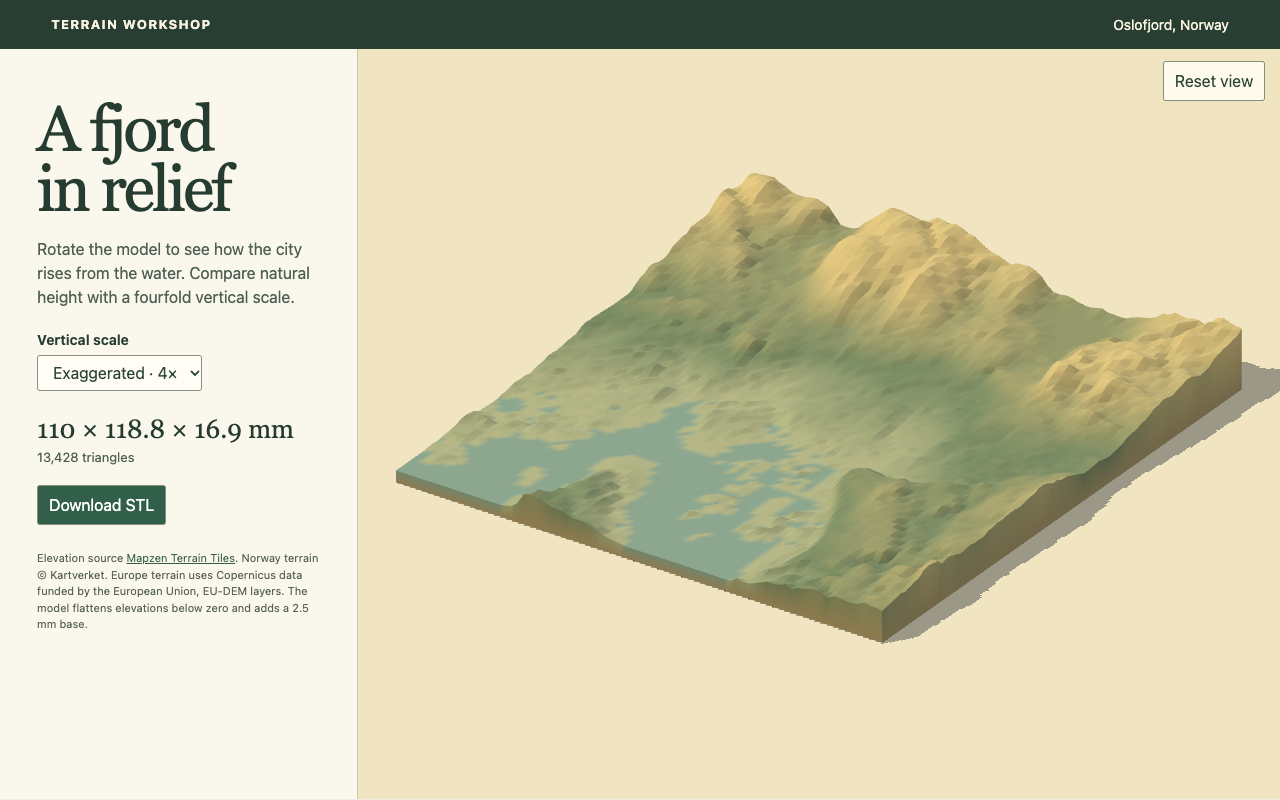 TERRAIN WORKSHOP
Oslofjord, Norway
Reset view
A fjord
in relief
Rotate the model to see how the city
rises from the water. Compare natural
height with a fourfold vertical scale.
Vertical scale
Exaggerated · 4×
110 × 118.8 × 16.9 mm
13,428 triangles
Download STL
Elevation source Mapzen Terrain Tiles. Norway terrain
© Kartverket. Europe terrain uses Copernicus data
funded by the European Union, EU-DEM layers. The
model flattens elevations below zero and adds a 2.5
mm base.